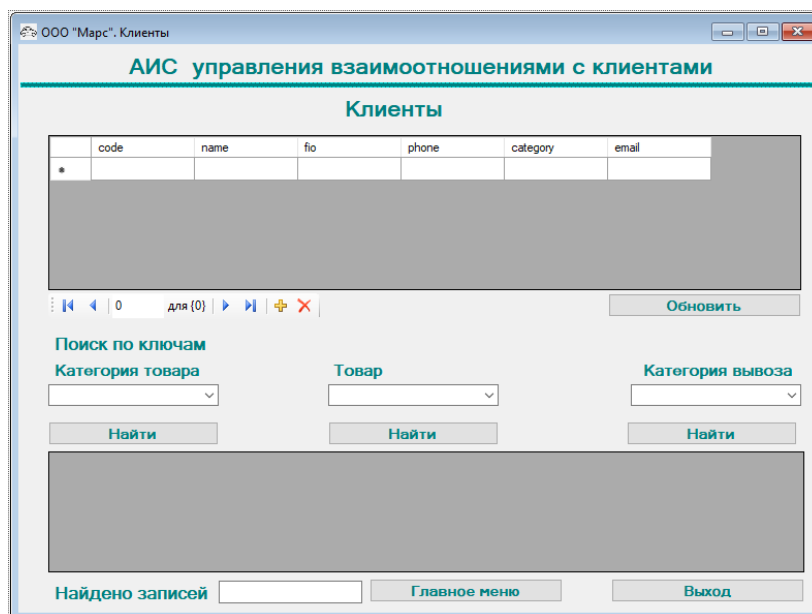 ООО "Марс". Клиенты
АИС управления взаимоотношениями с клиентами
Клиенты
code name fio phone category email
*
0 для {0}
Обновить
Поиск по ключам
Категория товара Товар Категория вывоза
Найти Найти Найти
Найдено записей Главное меню Выход